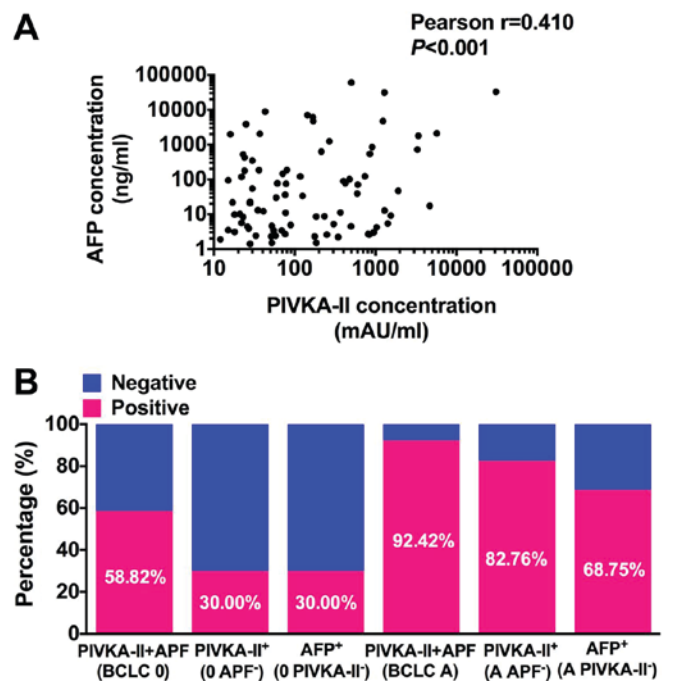 A
Pearson r=0.410
P<0.001
AFP concentration
(ng/ml)
100000
10000
1000
100
10
1
10
100
1000
10000
100000
PIVKA-II concentration
(mAU/ml)
B
Negative
Positive
Percentage (%)
100
80
60
40
20
0
58.82%
30.00%
30.00%
92.42%
82.76%
68.75%
PIVKA-II+APF
(BCLC 0)
PIVKA-II⁺
(0 APF⁻)
AFP⁺
(0 PIVKA-II⁻)
PIVKA-II+APF
(BCLC A)
PIVKA-II⁺
(A APF⁻)
AFP⁺
(A PIVKA-II⁻)